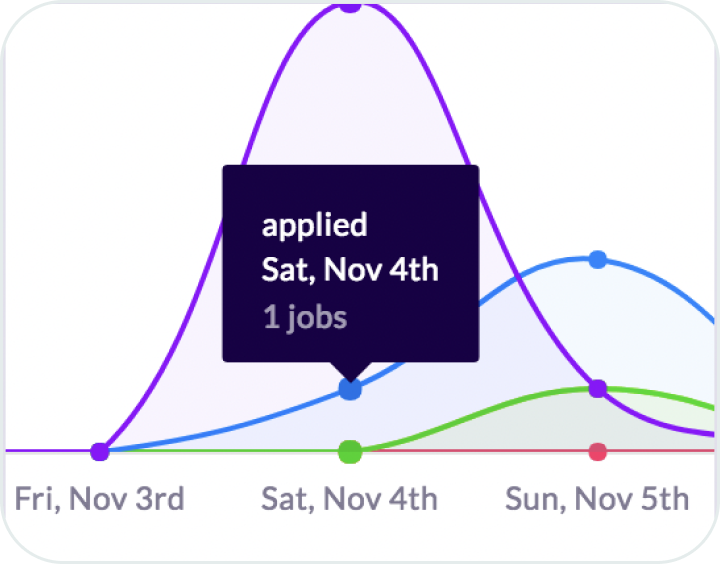 applied
Sat, Nov 4th
1 jobs
Fri, Nov 3rd
Sat, Nov 4th
Sun, Nov 5th